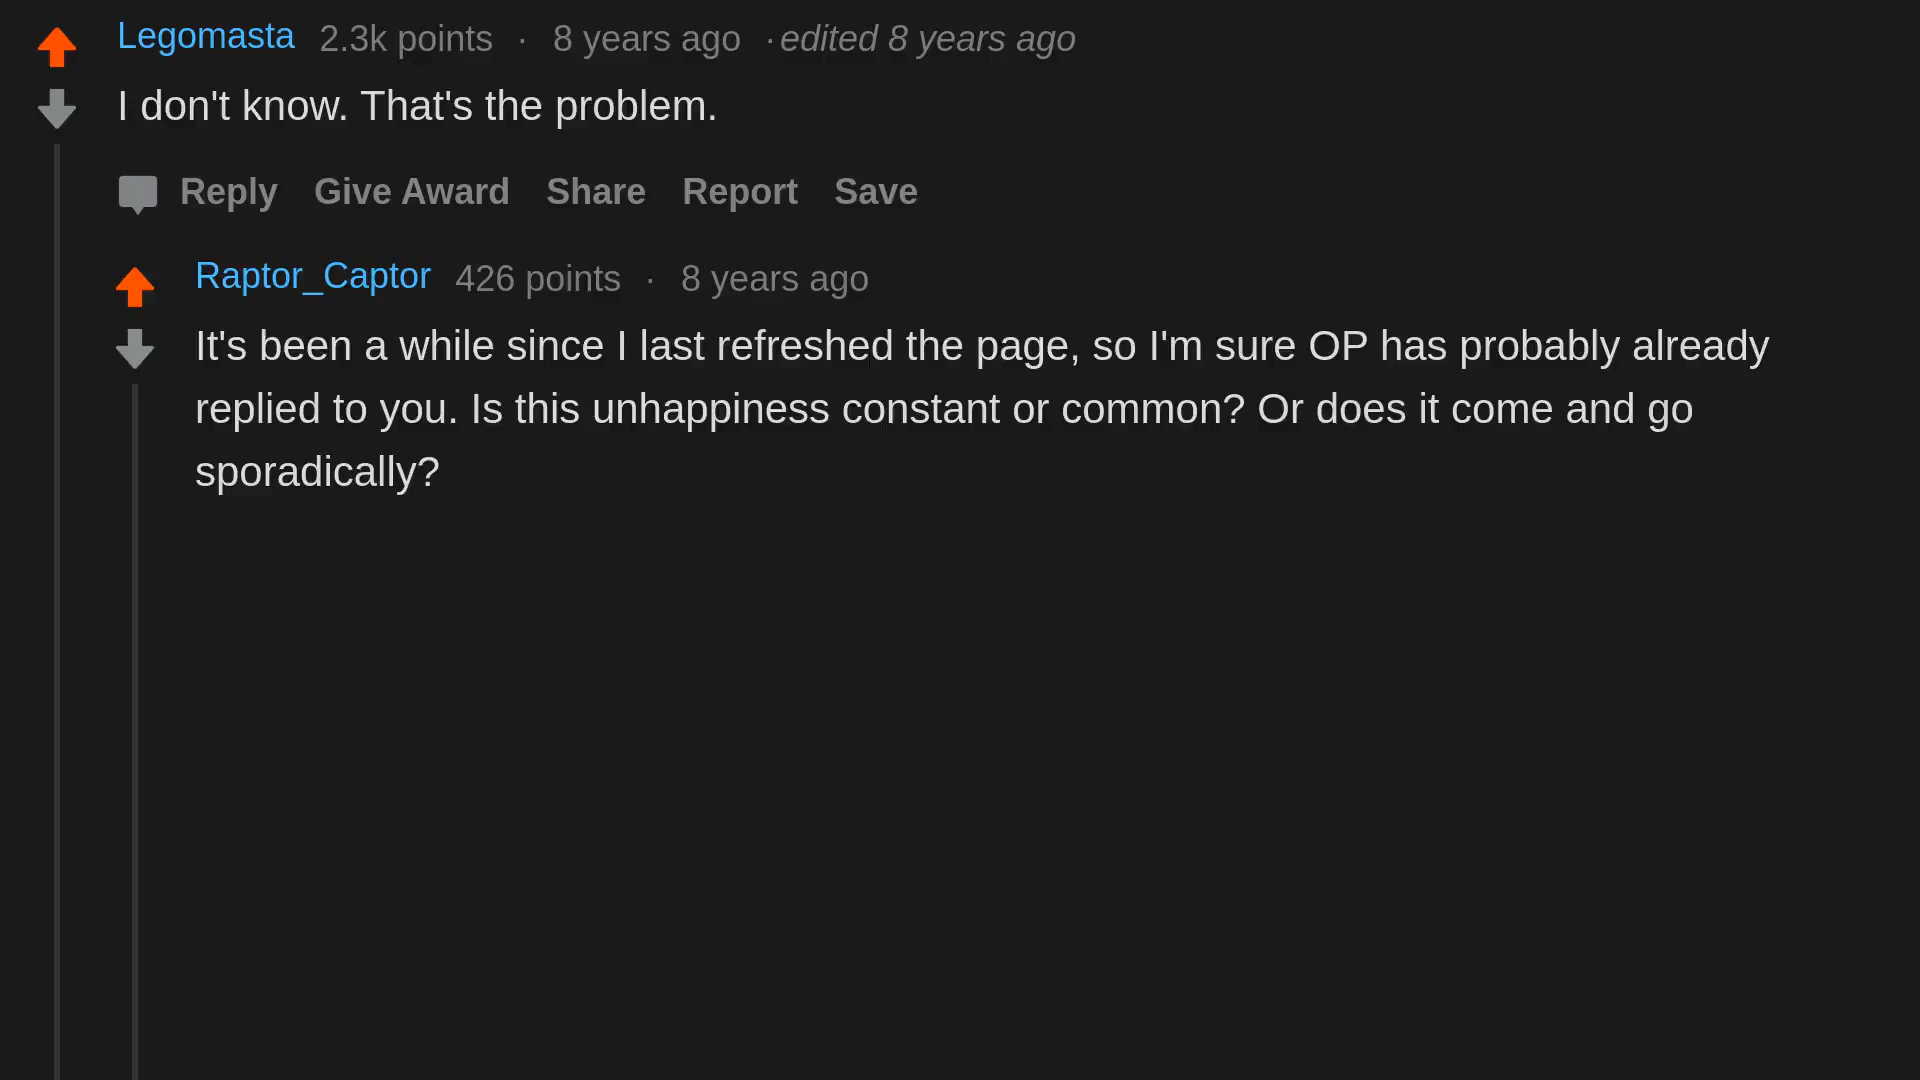 Legomasta 2.3k points · 8 years ago · edited 8 years ago
I don't know. That's the problem.
Reply Give Award Share Report Save
Raptor_Captor 426 points · 8 years ago
It's been a while since I last refreshed the page, so I'm sure OP has probably already
replied to you. Is this unhappiness constant or common? Or does it come and go
sporadically?